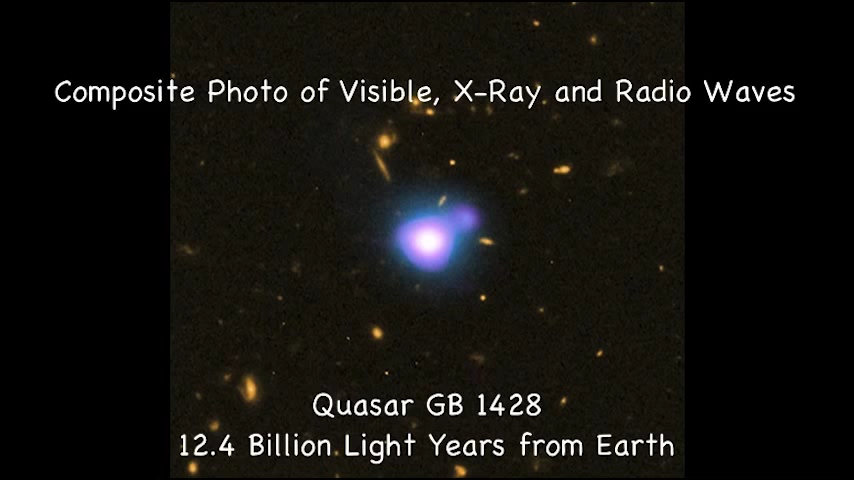 Composite Photo of Visible, X-Ray and Radio Waves
Quasar GB 1428
12.4 Billion Light Years from Earth